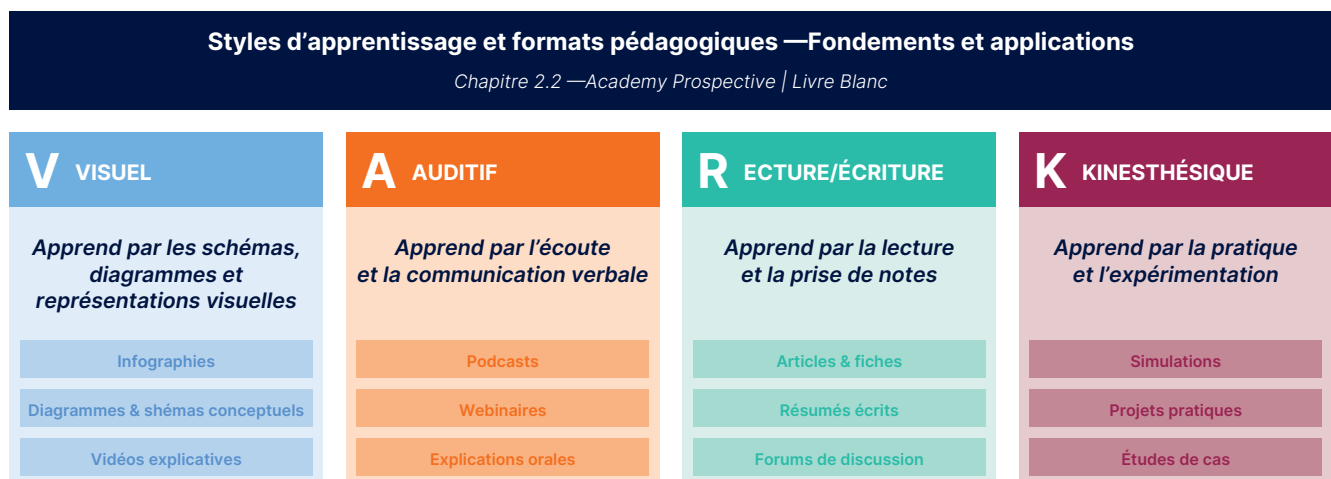 Styles d’apprentissage et formats pédagogiques —Fondements et applications
Chapitre 2.2 —Academy Prospective | Livre Blanc
V VISUEL
Apprend par les schémas,
diagrammes et
représentations visuelles
Infographies
Diagrammes & shémas conceptuels
Vidéos explicatives
A AUDITIF
Apprend par l’écoute
et la communication verbale
Podcasts
Webinaires
Explications orales
R ECTURE/ÉCRITURE
Apprend par la lecture
et la prise de notes
Articles & fiches
Résumés écrits
Forums de discussion
K KINESTHÉSIQUE
Apprend par la pratique
et l’expérimentation
Simulations
Projets pratiques
Études de cas